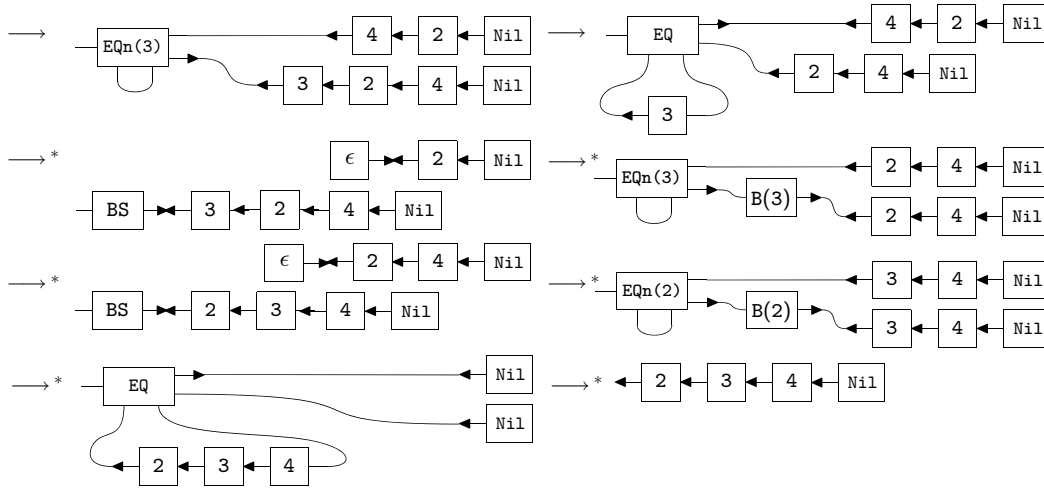 ⟶ EQn(3) 4 2 Nil
3 2 4 Nil
⟶ EQ 4 2 Nil
2 4 Nil
3
⟶* ϵ 2 Nil
BS 3 2 4 Nil
⟶* EQn(3) 2 4 Nil
B(3) 2 4 Nil
⟶* ϵ 2 4 Nil
BS 2 3 4 Nil
⟶* EQn(2) 3 4 Nil
B(2) 3 4 Nil
⟶* EQ Nil
Nil
2 3 4
⟶* 2 3 4 Nil